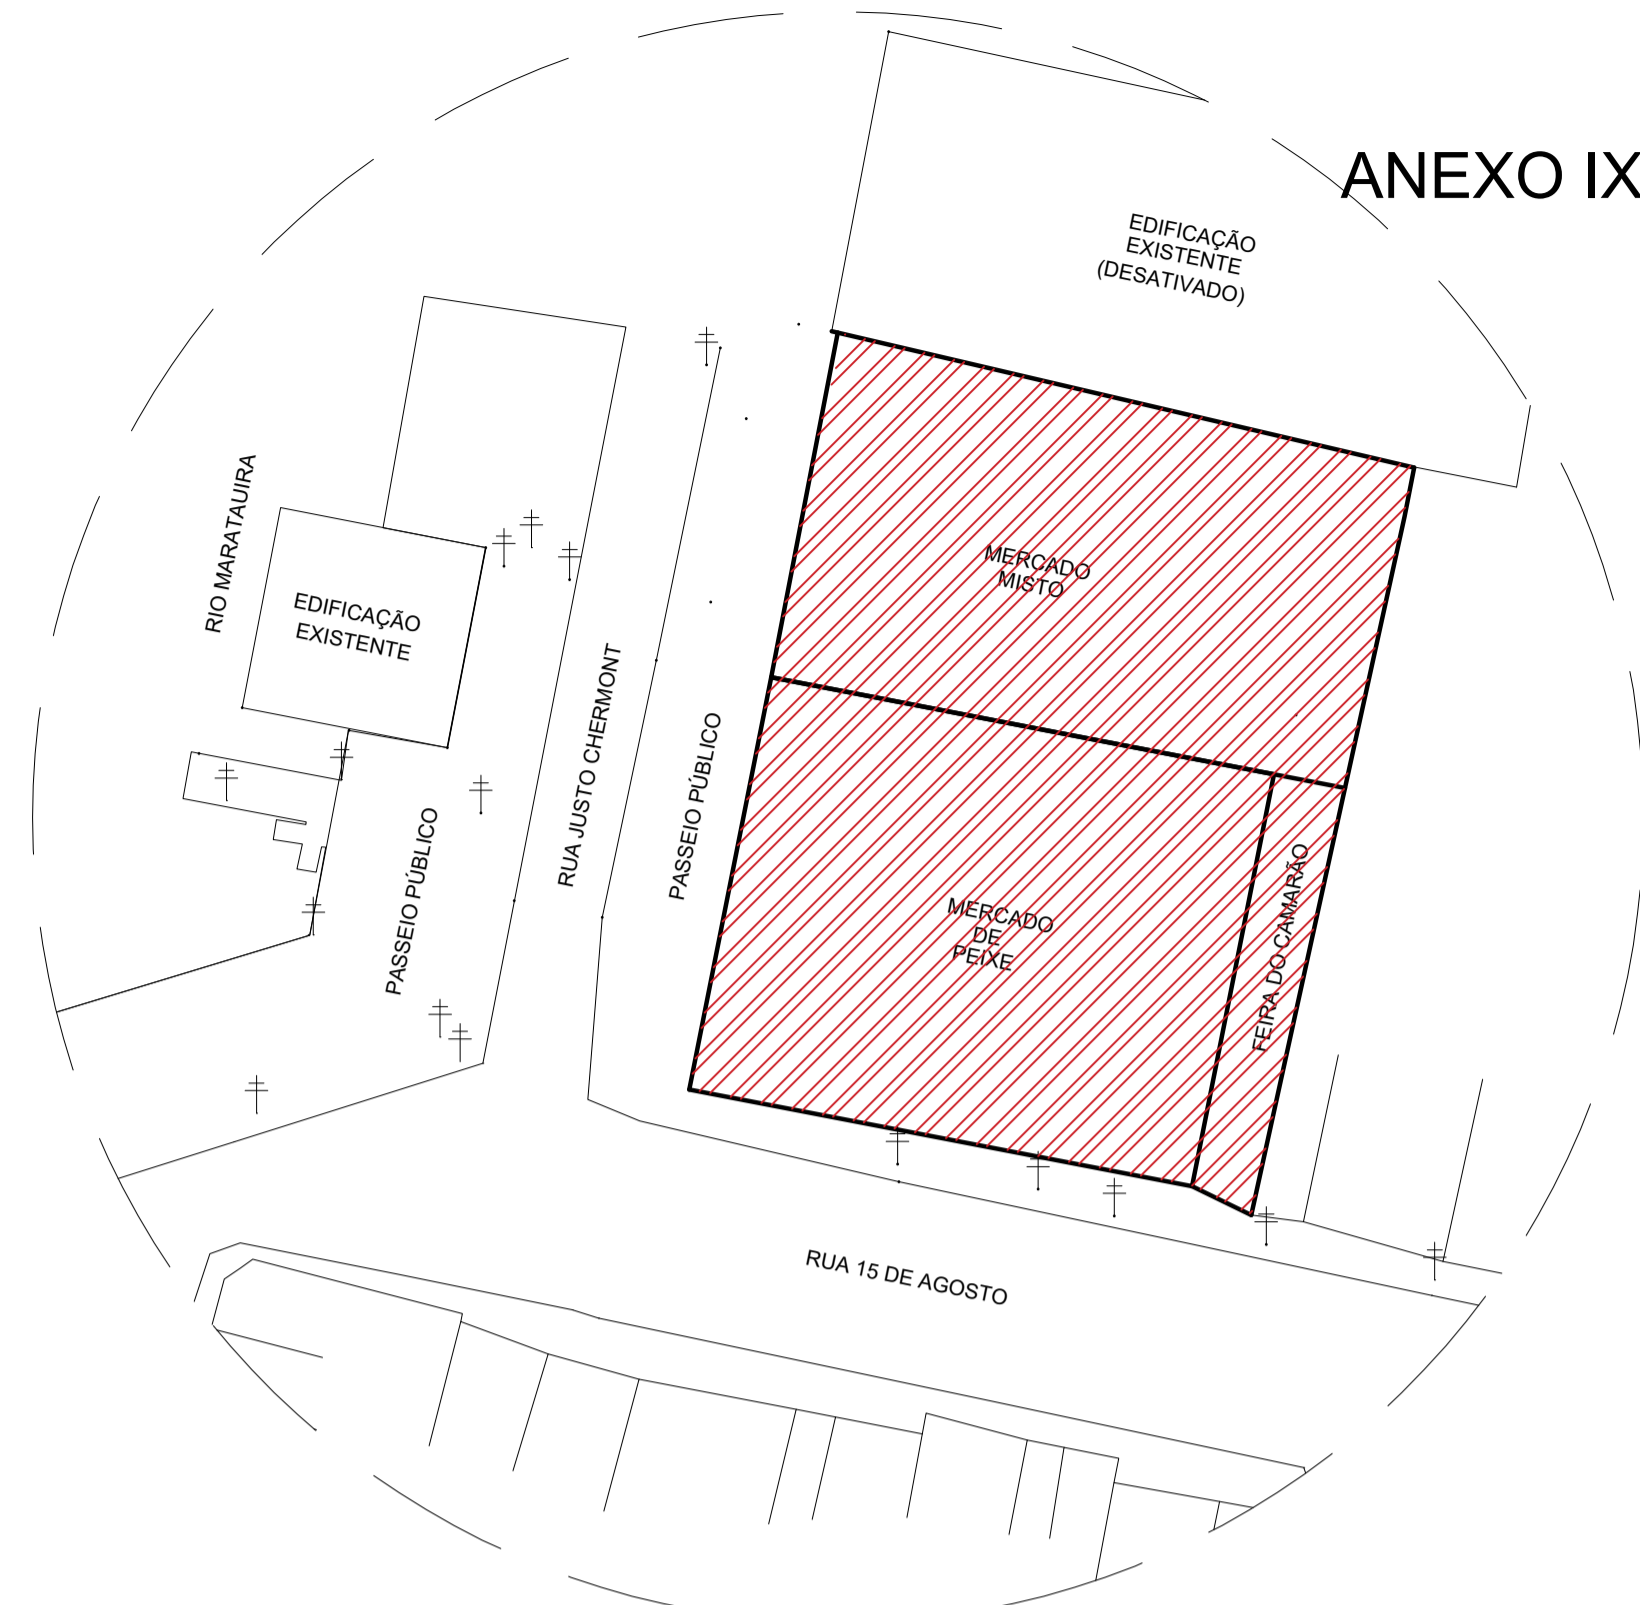 ANEXO IX
EDIFICAÇÃO
EXISTENTE
(DESATIVADO)
RIO MARATAUIRA
EDIFICAÇÃO
EXISTENTE
MERCADO
MISTO
RUA JUSTO CHERMONT
PASSEIO PÚBLICO
PASSEIO PÚBLICO
MERCADO
DE
PEIXE
FEIRA DO CAMARÃO
RUA 15 DE AGOSTO